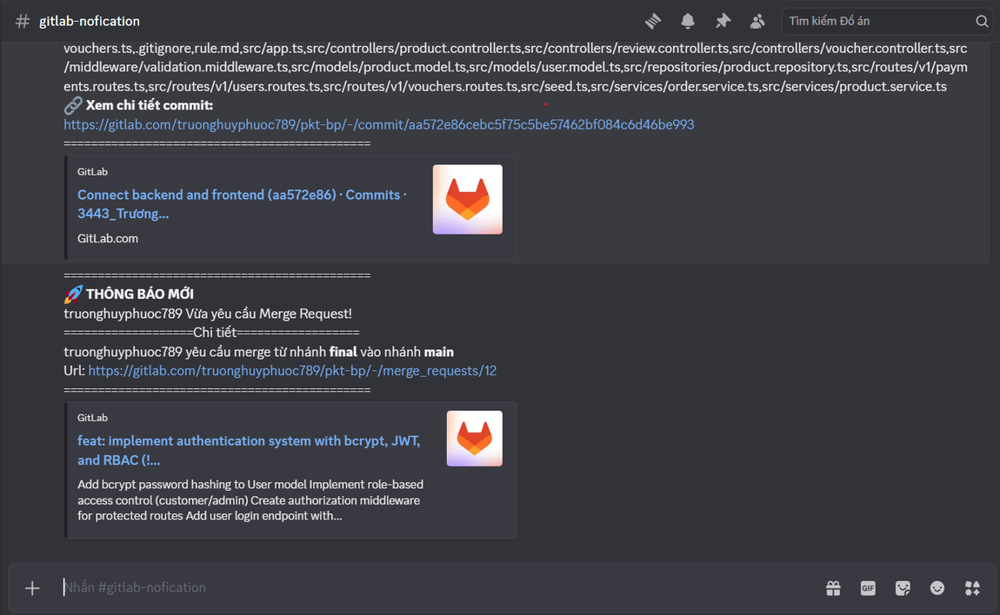 # gitlab-nofication
Tìm kiếm Đồ án
vouchers.ts,.gitignore,rule.md,src/app.ts,src/controllers/product.controller.ts,src/controllers/review.controller.ts,src/controllers/voucher.controller.ts,src
/middleware/validation.middleware.ts,src/models/product.model.ts,src/models/user.model.ts,src/repositories/product.repository.ts,src/routes/v1/paym
ents.routes.ts,src/routes/v1/users.routes.ts,src/routes/v1/vouchers.routes.ts,src/seed.ts,src/services/order.service.ts,src/services/product.service.ts
🔗 Xem chi tiết commit:
https://gitlab.com/truonghuyphuoc789/pkt-bp/-/commit/aa572e86cebc5f75c5be57462bf084c6d46be993
=============================================
GitLab
Connect backend and frontend (aa572e86) · Commits ·
3443_Trương...
GitLab.com
=============================================
🚀 THÔNG BÁO MỚI
truonghuyphuoc789 Vừa yêu cầu Merge Request!
===================Chi tiết==================
truonghuyphuoc789 yêu cầu merge từ nhánh final vào nhánh main
Url: https://gitlab.com/truonghuyphuoc789/pkt-bp/-/merge_requests/12
=============================================
GitLab
feat: implement authentication system with bcrypt, JWT,
and RBAC (!...
Add bcrypt password hashing to User model Implement role-based
access control (customer/admin) Create authorization middleware
for protected routes Add user login endpoint with...
Nhắn #gitlab-nofication
GIF